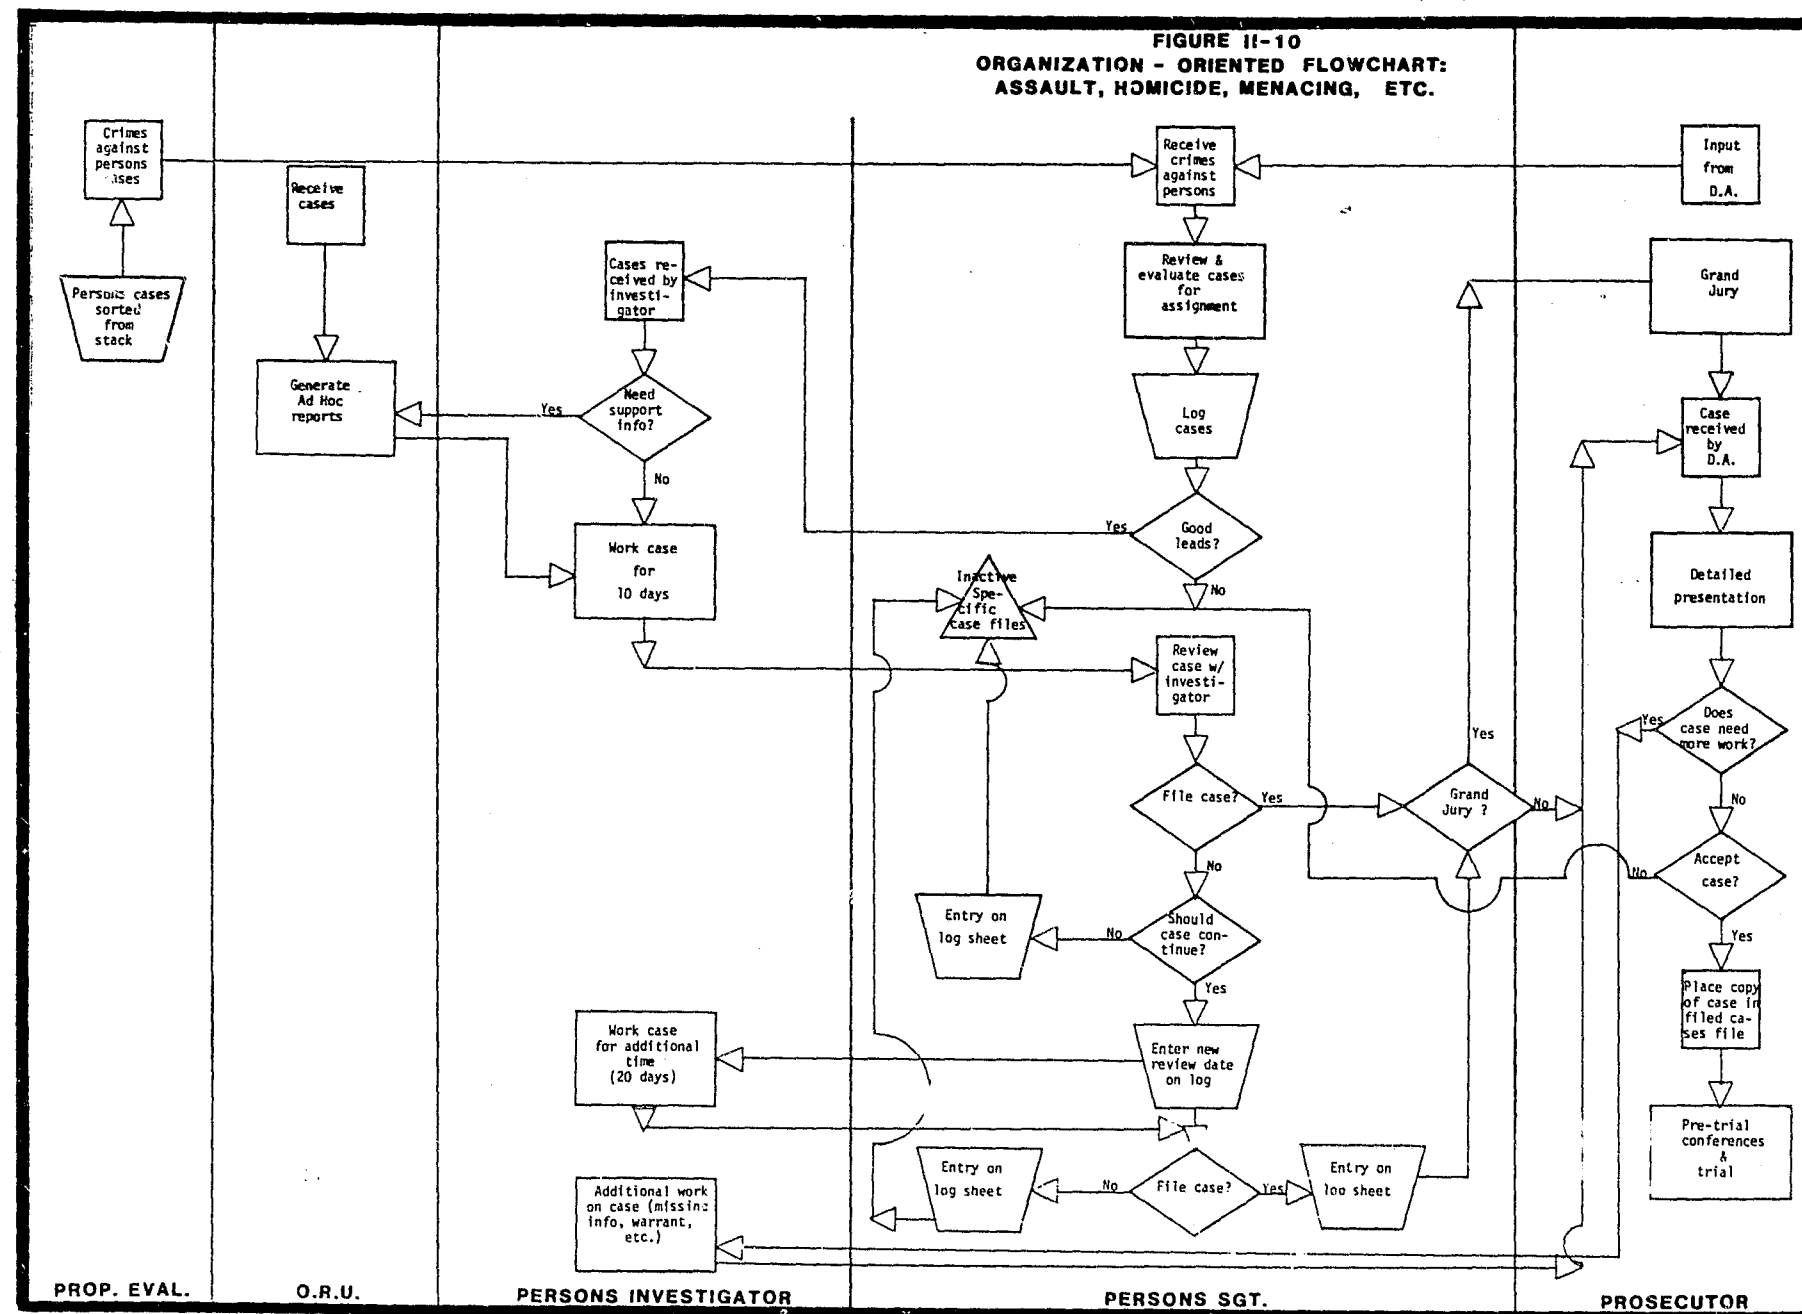 FIGURE II-10
ORGANIZATION - ORIENTED FLOWCHART:
ASSAULT, HOMICIDE, MENACING, ETC.
Crimes
against
persons
Persons cases
sorted
from
stack
Receive
cases
Generate
Ad Hoc
reports
Cases re-
ceived by
investi-
gator
Need
support
info?
Yes
No
Work case
for
10 days
Work case
for additional
time
(20 days)
Additional work
on case (missing
info, warrant,
etc.)
Receive
crimes
against
persons
Review &
evaluate cases
for
assignment
Log
cases
Good
leads?
Yes
No
Inactive
Spe-
cific
case files
Review
case w/
investi-
gator
File case?
Yes
No
Should
case con-
tinue?
No
Yes
Entry on
log sheet
Enter new
review date
on log
File case?
No
Yes
Entry on
log sheet
Entry on
log sheet
Grand
Jury ?
Yes
No
Input
from
D.A.
Grand
Jury
Case
received
by
D.A.
Detailed
presentation
Does
case need
more work?
Yes
No
Accept
case?
No
Yes
Place copy
of case in
filed ca-
ses file
Pre-trial
conferences
&
trial
PROP. EVAL.
O.R.U.
PERSONS INVESTIGATOR
PERSONS SGT.
PROSECUTOR